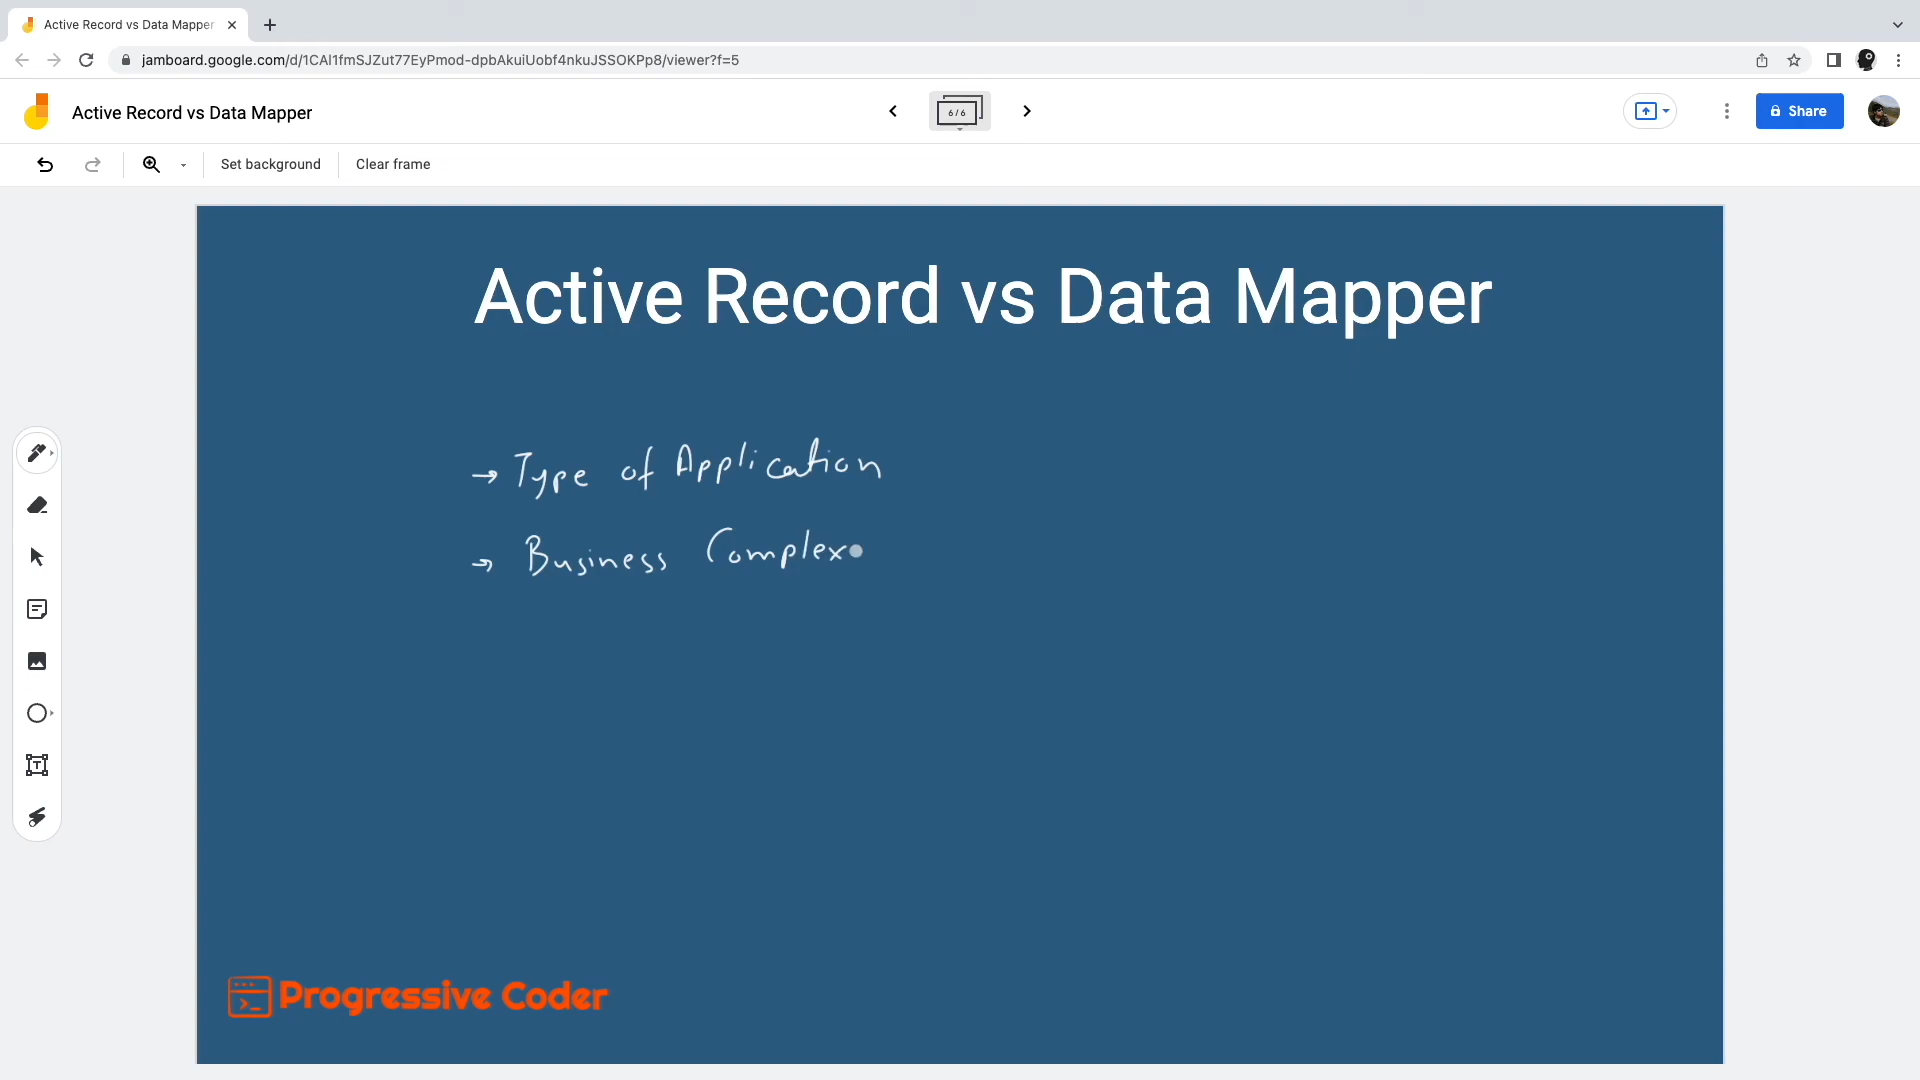 Active Record vs Data Mapper
jamboard.google.com/d/1CAI1fmSJZut77EyPmod-dpbAkuiUobf4nkuJSSOKPp8/viewer?f=5
Active Record vs Data Mapper
6/6
Share
Set background
Clear frame
Active Record vs Data Mapper
→ Type of Application
→ Business Complex
Progressive Coder